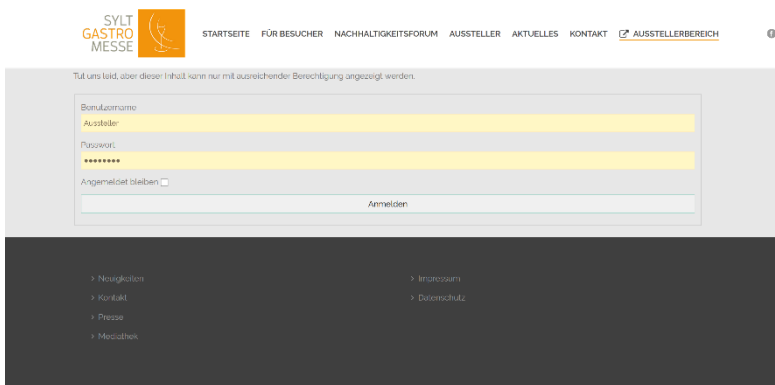 SYLT
GASTRO
MESSE
STARTSEITE FÜR BESUCHER NACHHALTIGKEITSFORUM AUSSTELLER AKTUELLES KONTAKT AUSSTELLERBEREICH
Tut uns leid, aber dieser Inhalt kann nur mit ausreichender Berechtigung angezeigt werden.
Benutzername
Aussteller
Passwort
••••••••
Angemeldet bleiben
Anmelden
> Neuigkeiten
> Kontakt
> Presse
> Mediathek
> Impressum
> Datenschutz